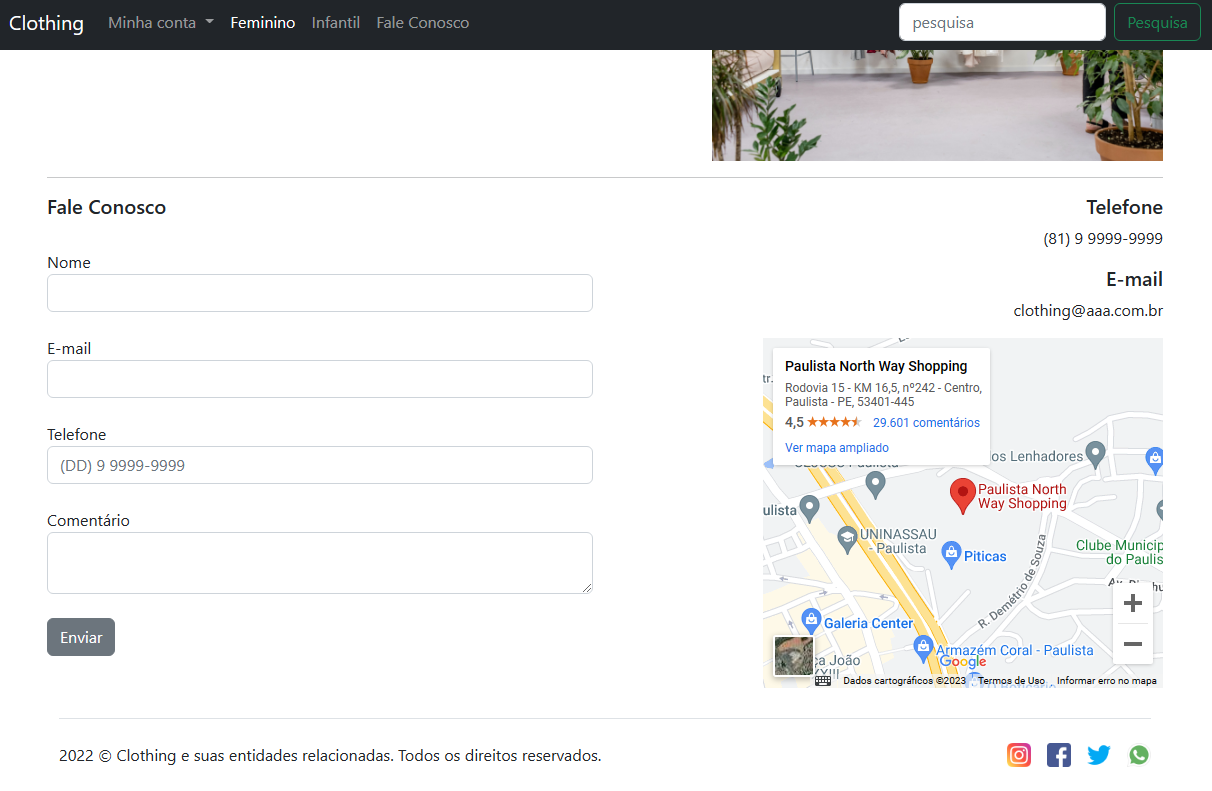 Clothing Minha conta Feminino Infantil Fale Conosco pesquisa Pesquisa
Fale Conosco
Nome
E-mail
Telefone
(DD) 9 9999-9999
Comentário
Enviar
Telefone
(81) 9 9999-9999
E-mail
clothing@aaa.com.br
Paulista North Way Shopping
Rodovia 15 - KM 16,5, nº242 - Centro,
Paulista - PE, 53401-445
4,5 29.601 comentários
Ver mapa ampliado
os Lenhadores
Paulista North
Way Shopping
ulista
UNINASSAU
- Paulista
Piticas
Clube Municip
do Paulis
R. Demétrio de Souza
Galeria Center
Armazém Coral - Paulista
ça João
XXIII
Google
Dados cartográficos ©2023 Termos de Uso Informar erro no mapa
2022 © Clothing e suas entidades relacionadas. Todos os direitos reservados.